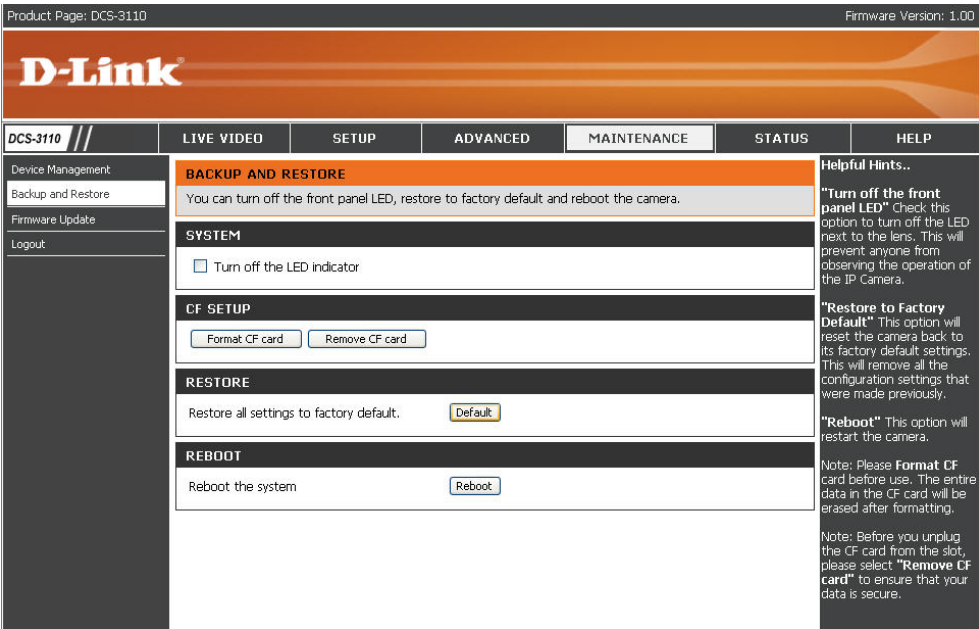 Product Page: DCS-3110
Firmware Version: 1.00
D-Link
DCS-3110
LIVE VIDEO
SETUP
ADVANCED
MAINTENANCE
STATUS
HELP
Device Management
Backup and Restore
Firmware Update
Logout
BACKUP AND RESTORE
You can turn off the front panel LED, restore to factory default and reboot the camera.
SYSTEM
Turn off the LED indicator
CF SETUP
Format CF card
Remove CF card
RESTORE
Restore all settings to factory default.
Default
REBOOT
Reboot the system
Reboot
Helpful Hints..
"Turn off the front
panel LED" Check this
option to turn off the LED
next to the lens. This will
prevent anyone from
observing the operation of
the IP Camera.
"Restore to Factory
Default" This option will
reset the camera back to
its factory default settings.
This will remove all the
configuration settings that
were made previously.
"Reboot" This option will
restart the camera.
Note: Please Format CF
card before use. The entire
data in the CF card will be
erased after formatting.
Note: Before you unplug
the CF card from the slot,
please select "Remove CF
card" to ensure that your
data is secure.